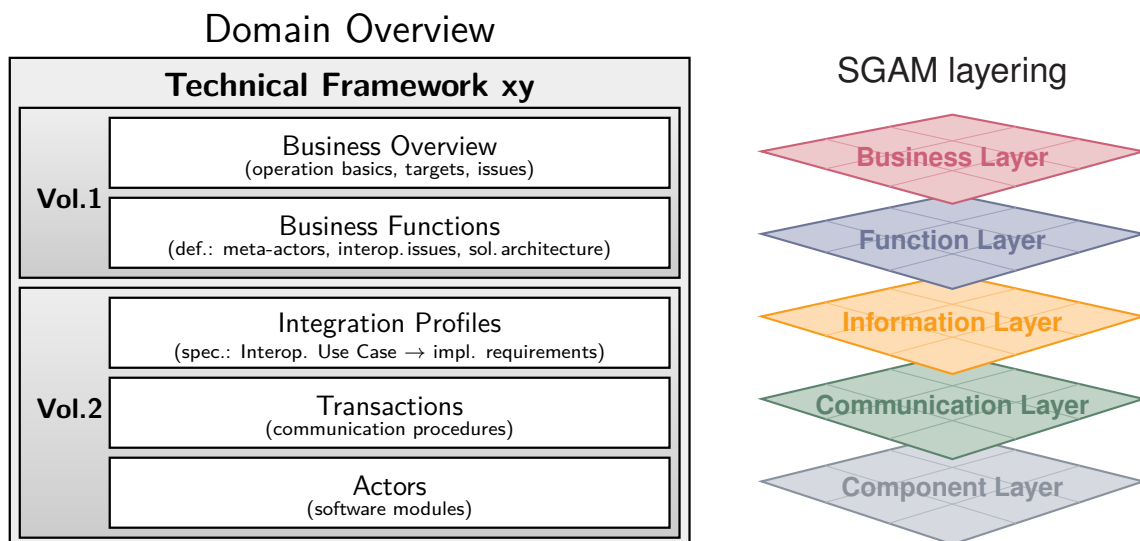 Domain Overview
Technical Framework xy
Vol.1
Business Overview
(operation basics, targets, issues)
Business Functions
(def.: meta-actors, interop. issues, sol. architecture)
Vol.2
Integration Profiles
(spec.: Interop. Use Case → impl. requirements)
Transactions
(communication procedures)
Actors
(software modules)
SGAM layering
Business Layer
Function Layer
Information Layer
Communication Layer
Component Layer